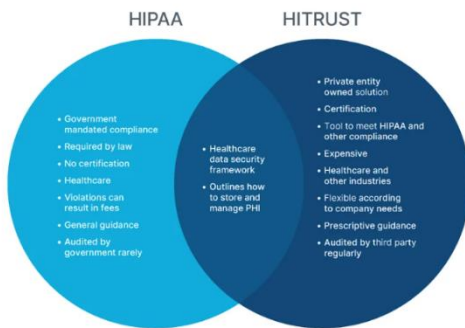 HIPAA
HITRUST
• Government
mandated compliance
• Required by law
• No certification
• Healthcare
• Violations can
result in fees
• General guidance
• Audited by
government rarely
• Healthcare
data security
framework
• Outlines how
to store and
manage PHI
• Private entity
owned solution
• Certification
• Tool to meet HIPAA and
other compliance
• Expensive
• Healthcare and
other industries
• Flexible according
to company needs
• Prescriptive guidance
• Audited by third party
regularly